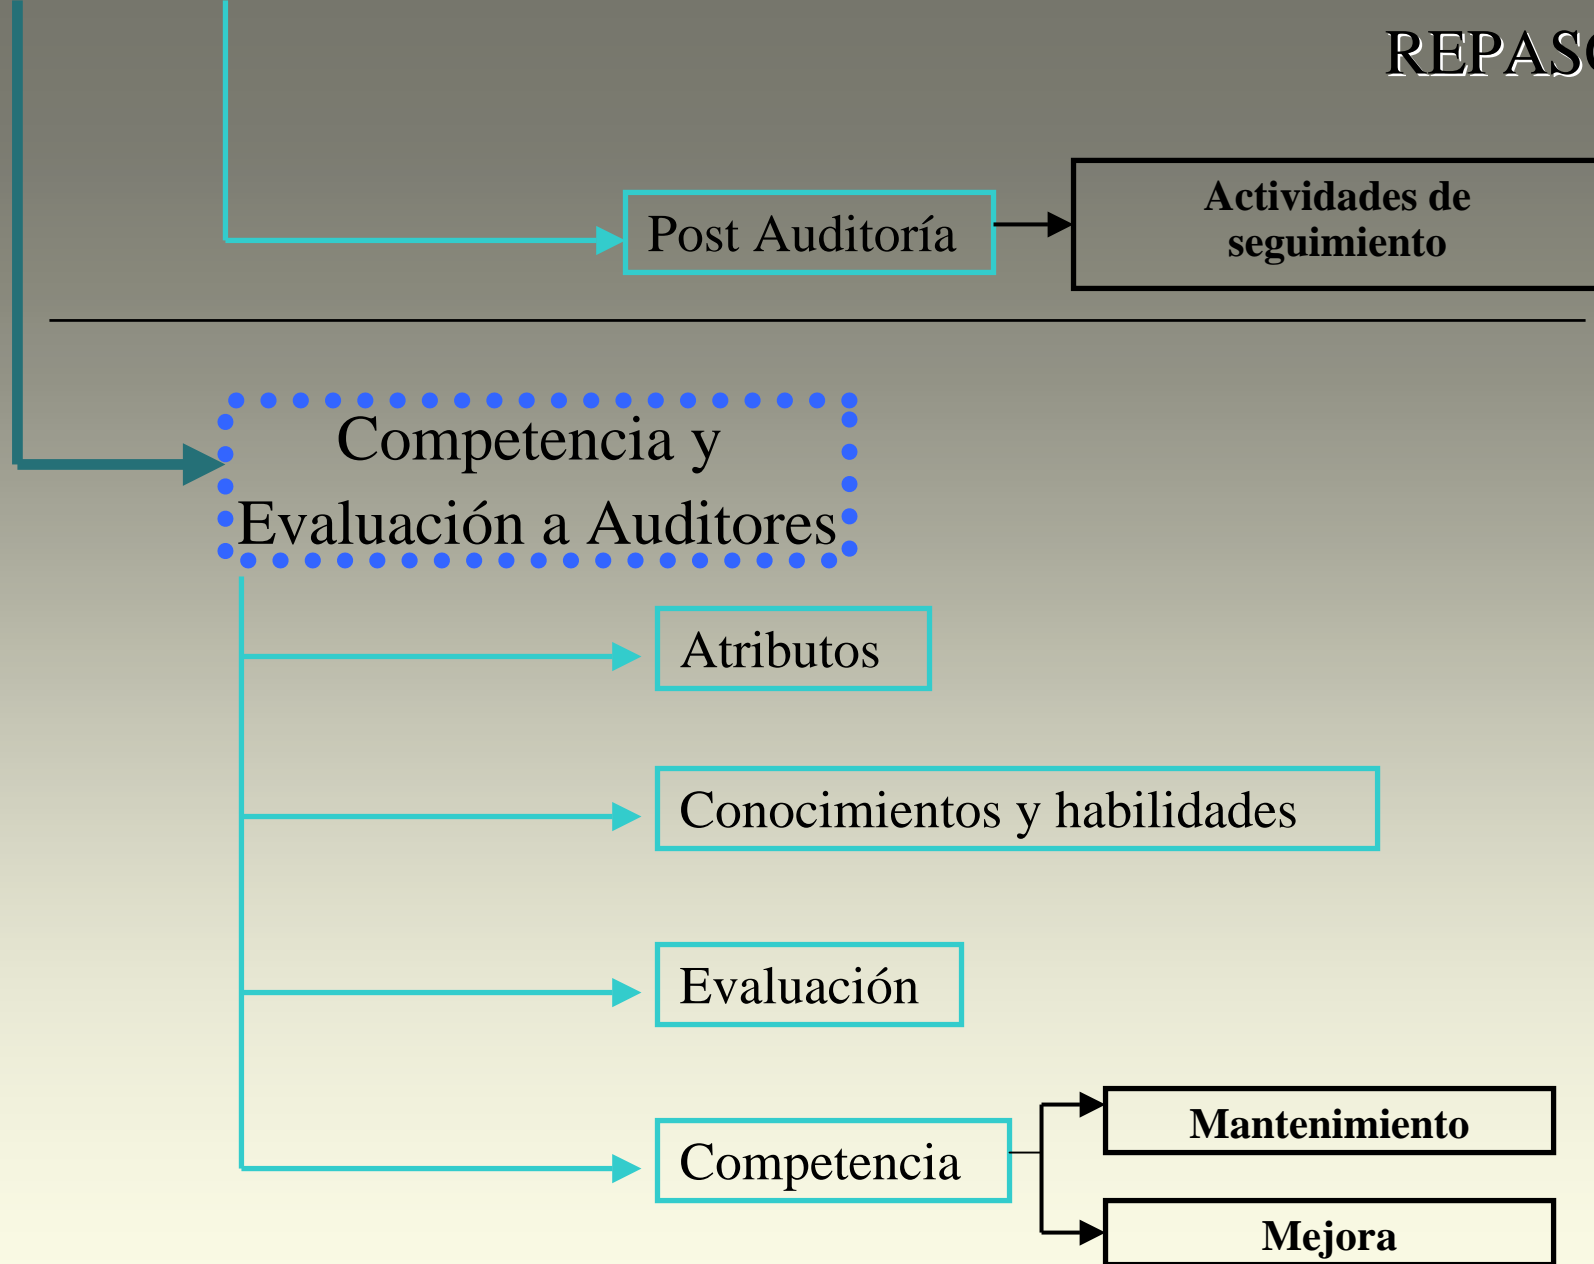 REPASO
Post Auditoría
Actividades de
seguimiento
Competencia y
Evaluación a Auditores
Atributos
Conocimientos y habilidades
Evaluación
Competencia
Mantenimiento
Mejora